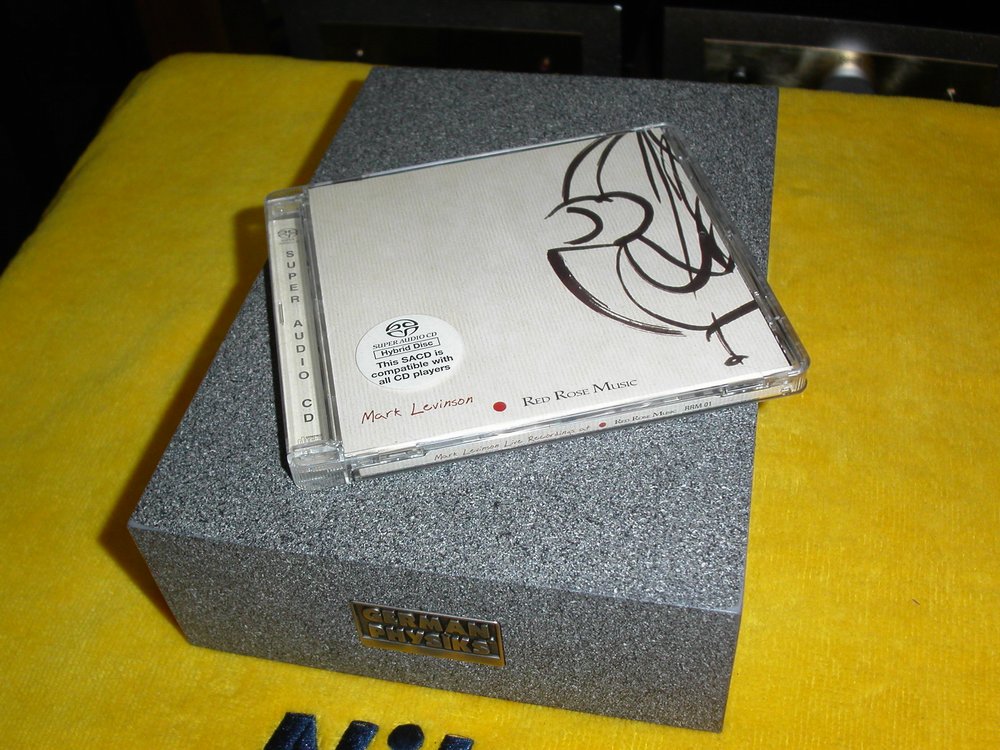 SUPER AUDIO CD
SUPER AUDIO CD
Hybrid Disc
This SACD is
compatible with
all CD players
Mark Levinson
RED ROSE MUSIC
Mark Levinson Live Recordings at RED ROSE MUSIC RRM 01
GERMAN
PHYSIKS